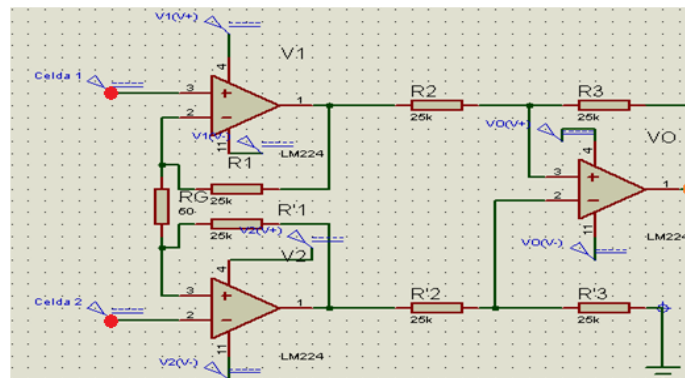 V1(V+)
V1
Celda 1
4
3
2
1
R2
25k
R3
25k
V1(V-)
11
LM224
VO(V+)
VO
R1
25k
4
RG
50
3
2
1
R'1
25k
V2(V+)
11
LM224
VO(V-)
V2
4
Celda 2
3
2
1
R'2
25k
R'3
25k
11
LM224
V2(V-)